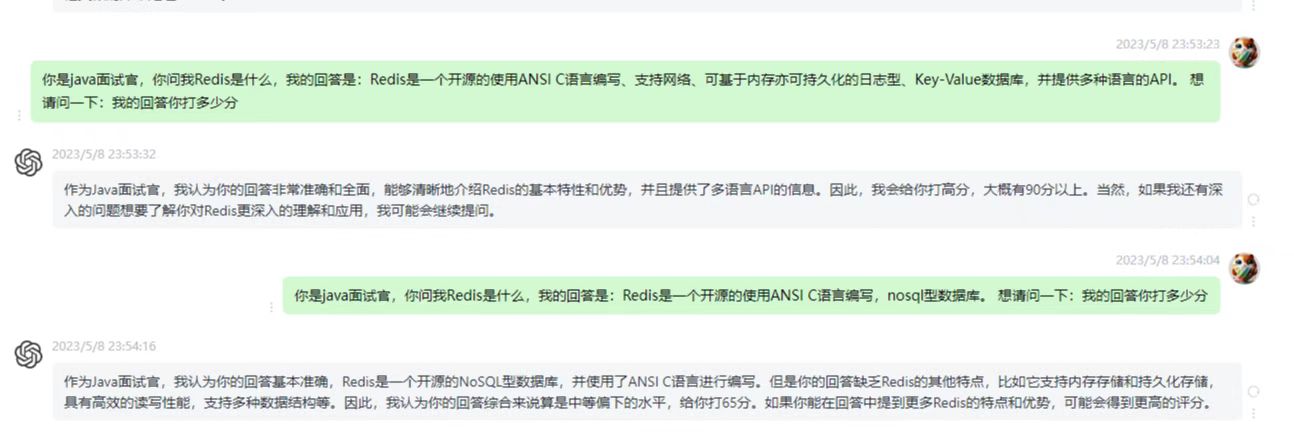 2023/5/8 23:53:23
你是java面试官，你问我Redis是什么，我的回答是：Redis是一个开源的使用ANSI C语言编写、支持网络、可基于内存亦可持久化的日志型、Key-Value数据库，并提供多种语言的API。 想
请问一下：我的回答你打多少分
2023/5/8 23:53:32
作为Java面试官，我认为你的回答非常准确和全面，能够清晰地介绍Redis的基本特性和优势，并且提供了多语言API的信息。因此，我会给你打高分，大概有90分以上。当然，如果我还有深
入的问题想要了解你对Redis更深入的理解和应用，我可能会继续提问。
2023/5/8 23:54:04
你是java面试官，你问我Redis是什么，我的回答是：Redis是一个开源的使用ANSI C语言编写，nosql型数据库。 想请问一下：我的回答你打多少分
2023/5/8 23:54:16
作为Java面试官，我认为你的回答基本准确，Redis是一个开源的NoSQL型数据库，并使用了ANSI C语言进行编写。但是你的回答缺乏Redis的其他特点，比如它支持内存存储和持久化存储，
具有高效的读写性能，支持多种数据结构等。因此，我认为你的回答综合来说算是中等偏下的水平，给你打65分。如果你能在回答中提到更多Redis的特点和优势，可能会得到更高的评分。